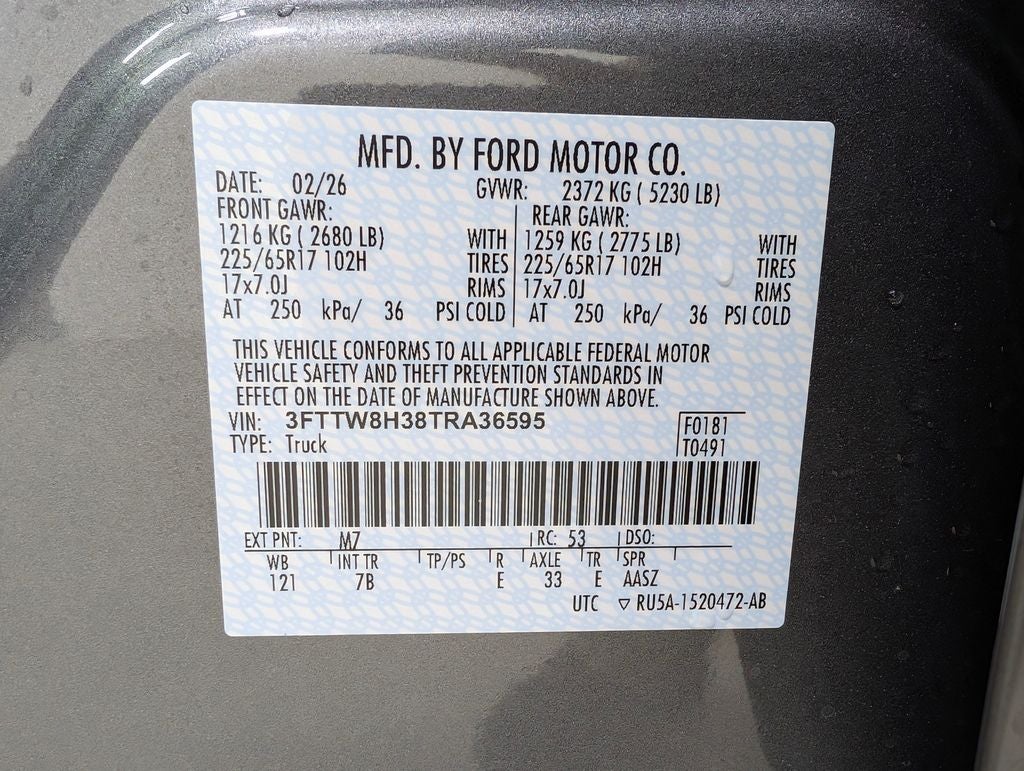 MFD. BY FORD MOTOR CO.
DATE: 02/26 GVWR: 2372 KG ( 5230 LB)
FRONT GAWR: REAR GAWR:
1216 KG ( 2680 LB) WITH 1259 KG ( 2775 LB) WITH
225/65R17 102H TIRES 225/65R17 102H TIRES
17x7.0J RIMS 17x7.0J RIMS
AT 250 kPa/ 36 PSI COLD AT 250 kPa/ 36 PSI COLD
THIS VEHICLE CONFORMS TO ALL APPLICABLE FEDERAL MOTOR
VEHICLE SAFETY AND THEFT PREVENTION STANDARDS IN
EFFECT ON THE DATE OF MANUFACTURE SHOWN ABOVE.
VIN: 3FTTW8H38TRA36595 F0181
TYPE: Truck T0491
EXT PNT: M7 RC: 53 DSO:
WB INT TR TP/PS R AXLE TR SPR
121 7B E 33 E AASZ
UTC ▽ RU5A-1520472-AB